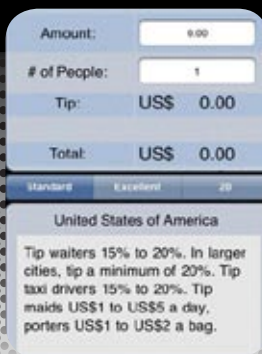 Amount: 0.00
# of People: 1
Tip: US$ 0.00
Total: US$ 0.00
Standard Excellent 20
United States of America
Tip waiters 15% to 20%. In larger
cities, tip a minimum of 20%. Tip
taxi drivers 15% to 20%. Tip
maids US$1 to US$5 a day,
porters US$1 to US$2 a bag.